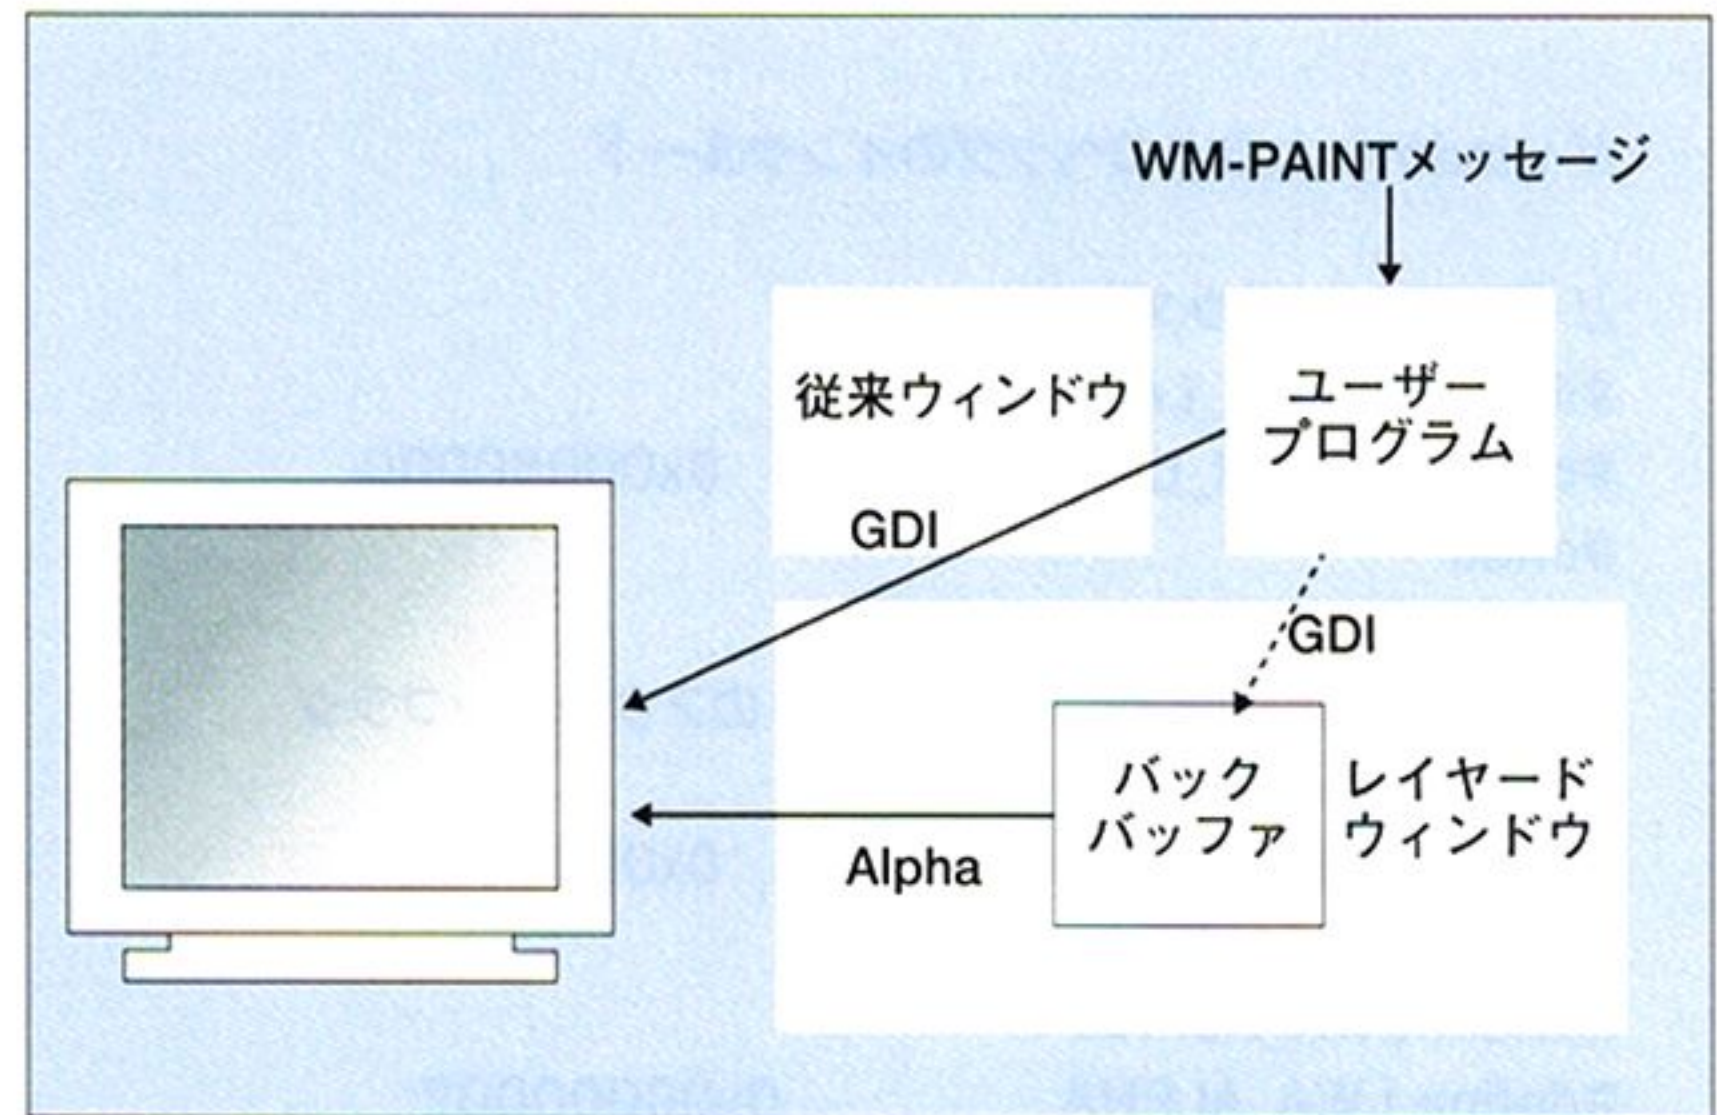 WM-PAINTメッセージ
従来ウィンドウ
ユーザー
プログラム
GDI
GDI
バック
バッファ
レイヤード
ウィンドウ
Alpha